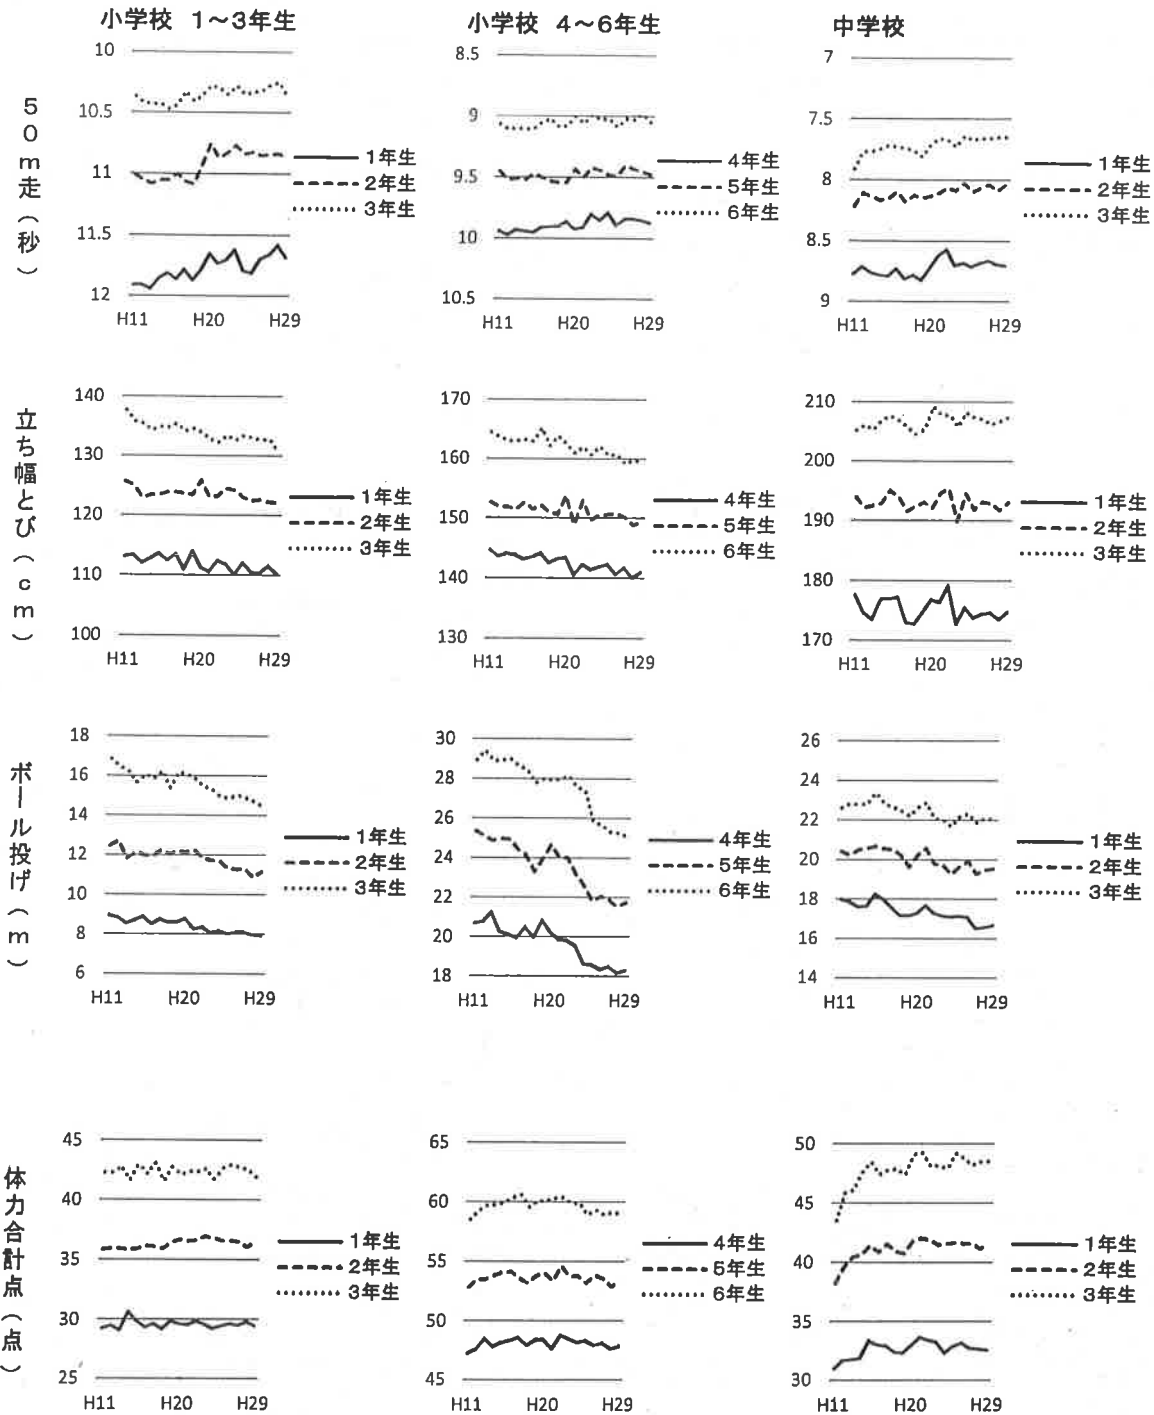 小学校 1～3年生
小学校 4～6年生
中学校
50m走(秒)
10
10.5
11
11.5
12
H11 H20 H29
1年生
2年生
3年生
8.5
9
9.5
10
10.5
H11 H20 H29
4年生
5年生
6年生
7
7.5
8
8.5
9
H11 H20 H29
1年生
2年生
3年生
立ち幅とび(cm)
140
130
120
110
100
H11 H20 H29
1年生
2年生
3年生
170
160
150
140
130
H11 H20 H29
4年生
5年生
6年生
210
200
190
180
170
H11 H20 H29
1年生
2年生
3年生
ボール投げ(m)
18
16
14
12
10
8
6
H11 H20 H29
1年生
2年生
3年生
30
28
26
24
22
20
18
H11 H20 H29
4年生
5年生
6年生
26
24
22
20
18
16
14
H11 H20 H29
1年生
2年生
3年生
体力合計点(点)
45
40
35
30
25
H11 H20 H29
1年生
2年生
3年生
65
60
55
50
45
H11 H20 H29
4年生
5年生
6年生
50
45
40
35
30
H11 H20 H29
1年生
2年生
3年生